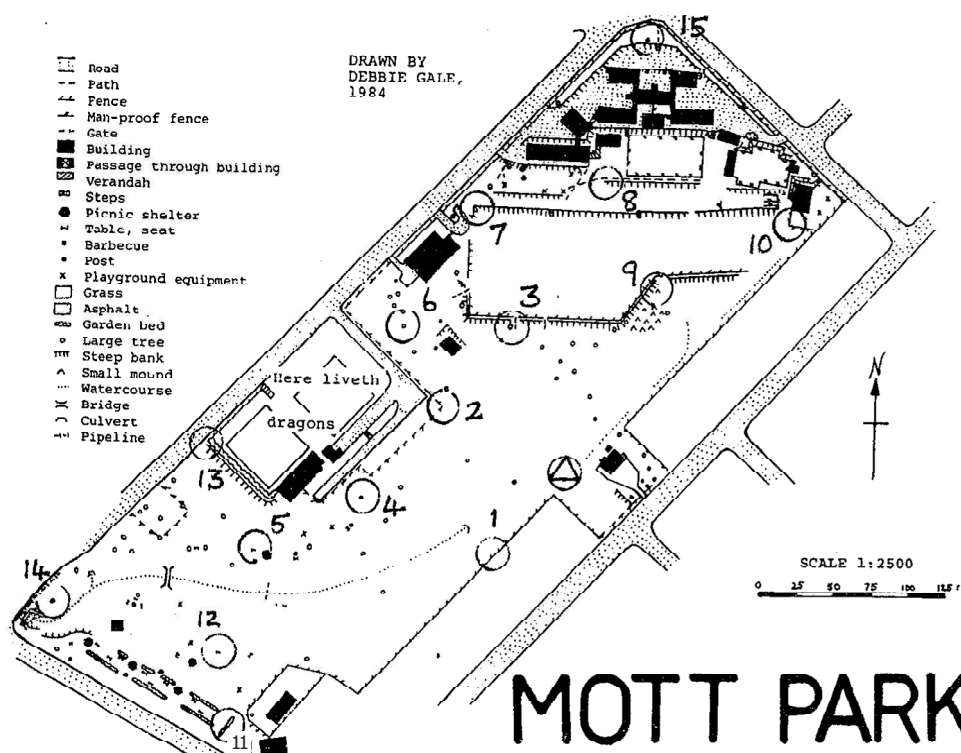 DRAWN BY
DEBBIE GALE,
1984
Road
Path
Fence
Man-proof fence
Gate
Building
Passage through building
Verandah
Steps
Picnic shelter
Table, seat
Barbecue
Post
Playground equipment
Grass
Asphalt
Garden bed
Large tree
Steep bank
Small mound
Watercourse
Bridge
Culvert
Pipeline
15
8
7
10
9
6
3
Here liveth
dragons
2
13
4
5
1
14
12
11
N
SCALE 1:2500
0 25 50 75 100 125
MOTT PARK